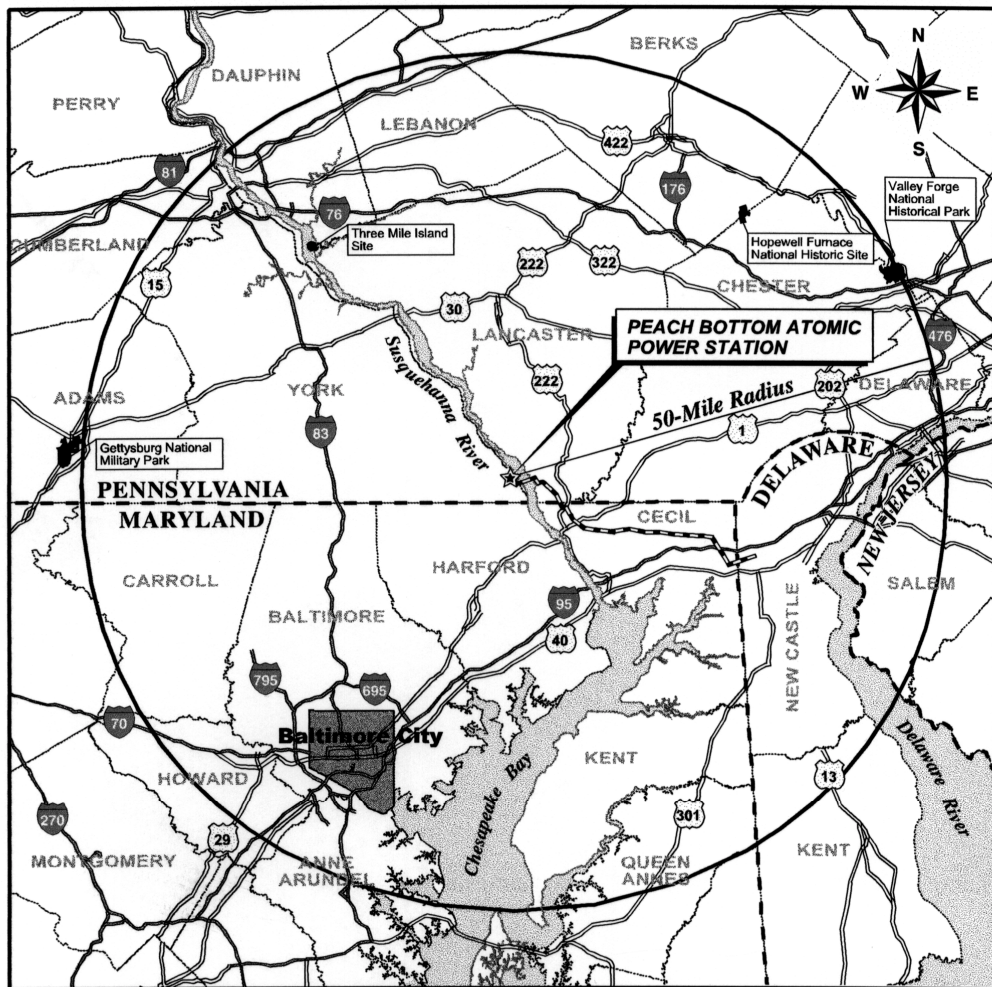 N
W
E
S
BERKS
DAUPHIN
PERRY
LEBANON
422
81
176
Valley Forge
National
Historical Park
76
Three Mile Island
Site
Hopewell Furnace
National Historic Site
CUMBERLAND
222
322
CHESTER
15
30
LANCASTER
PEACH BOTTOM ATOMIC
POWER STATION
476
Susquehanna River
222
50-Mile Radius
202
DELAWARE
YORK
ADAMS
83
1
Gettysburg National
Military Park
DELAWARE
NEW JERSEY
PENNSYLVANIA
MARYLAND
CECIL
HARFORD
CARROLL
SALEM
95
BALTIMORE
40
NEW CASTLE
795
695
70
Baltimore City
KENT
Chesapeake Bay
Delaware River
HOWARD
13
270
29
301
MONTGOMERY
ANNE
ARUNDEL
QUEEN
ANNES
KENT